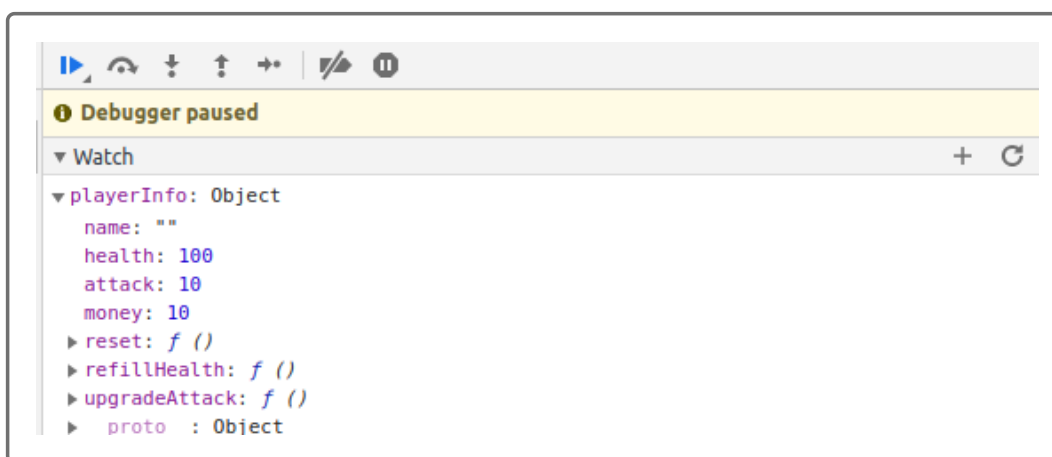 Debugger paused
Watch
playerInfo: Object
name: ""
health: 100
attack: 10
money: 10
reset: ƒ ()
refillHealth: ƒ ()
upgradeAttack: ƒ ()
proto : Object